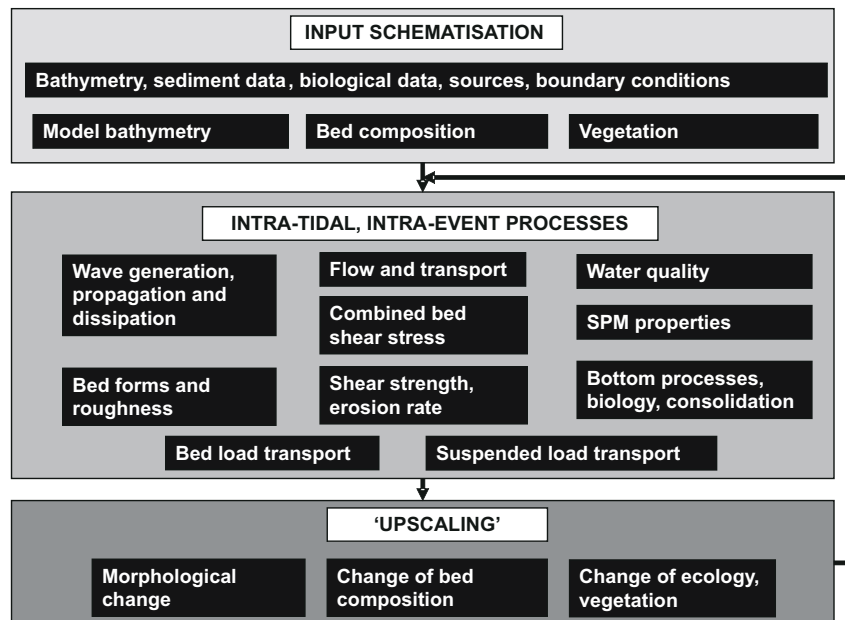 INPUT SCHEMATISATION
Bathymetry, sediment data, biological data, sources, boundary conditions
Model bathymetry
Bed composition
Vegetation
INTRA-TIDAL, INTRA-EVENT PROCESSES
Wave generation,
propagation and
dissipation
Flow and transport
Water quality
Combined bed
shear stress
SPM properties
Bed forms and
roughness
Shear strength,
erosion rate
Bottom processes,
biology, consolidation
Bed load transport
Suspended load transport
'UPSCALING'
Morphological
change
Change of bed
composition
Change of ecology,
vegetation